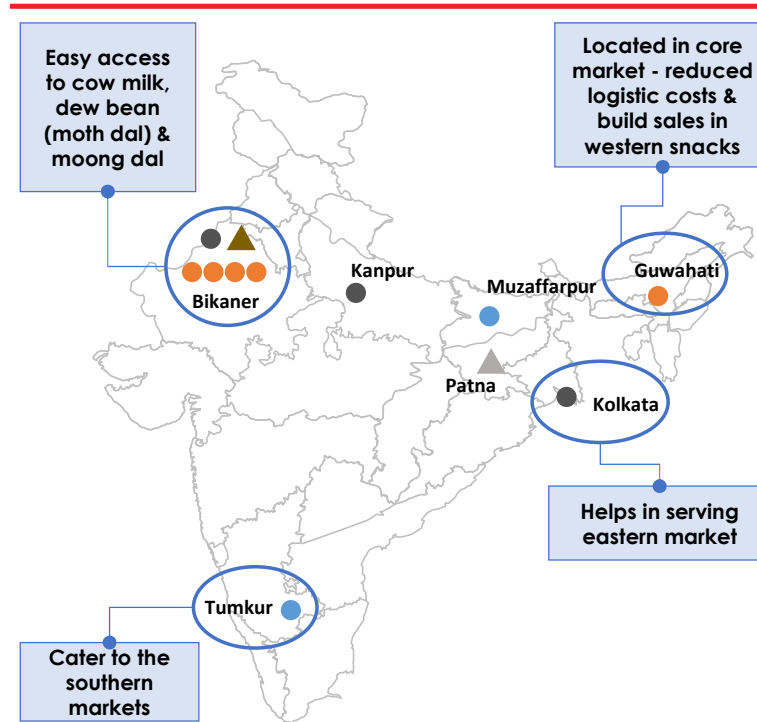 Easy access
to cow milk,
dew bean
(moth dal) &
moong dal
Located in core
market - reduced
logistic costs &
build sales in
western snacks
Bikaner
Kanpur
Muzaffarpur
Guwahati
Patna
Kolkata
Helps in serving
eastern market
Tumkur
Cater to the
southern
markets